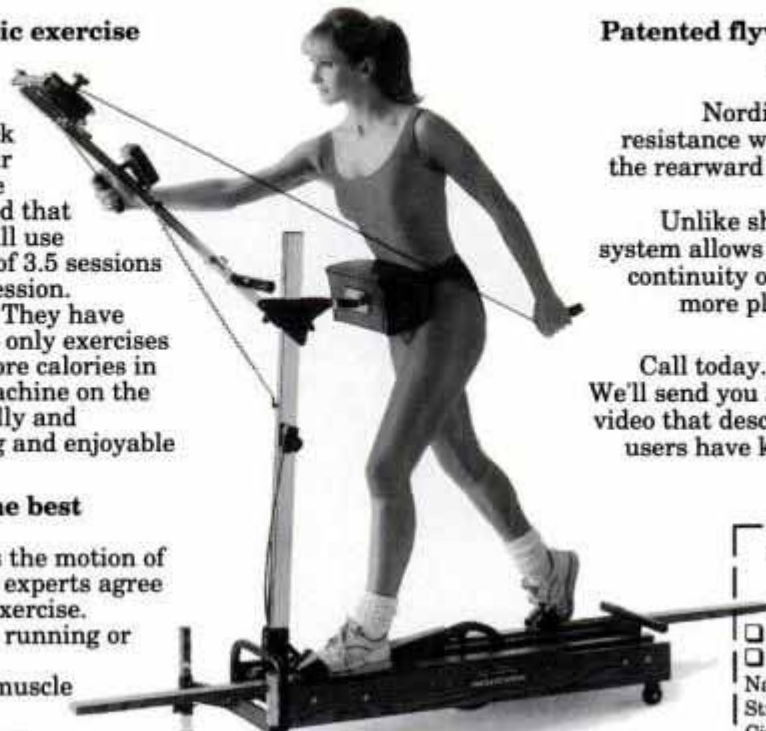 ic exercise
k
r
e
d that
ll use
of 3.5 sessions
ession.
They have
only exercises
ore calories in
achine on the
lly and
g and enjoyable
ne best
s the motion of
experts agree
exercise.
running or
muscle
Patented flyw
Nordi
resistance w
the rearward
Unlike sh
system allows
continuity o
more pl
Call today.
We'll send you
video that desc
users have k
Na
St